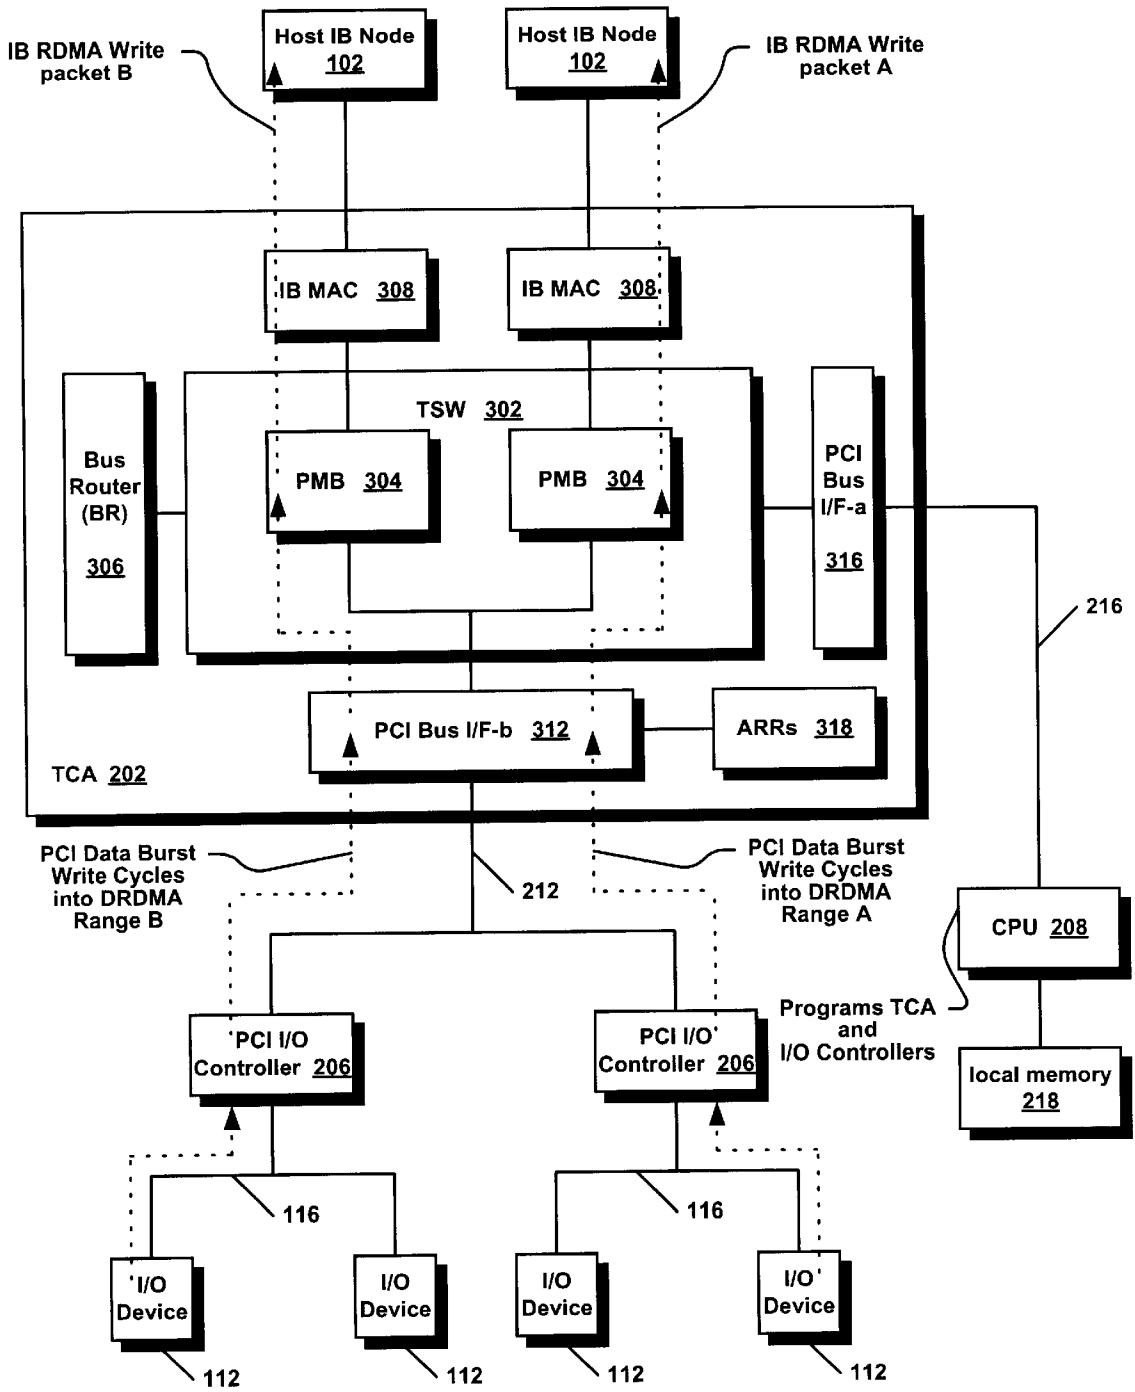 Host IB Node
102
Host IB Node
102
IB RDMA Write
packet B
IB RDMA Write
packet A
IB MAC 308
IB MAC 308
TSW 302
PMB 304
PMB 304
Bus
Router
(BR)
306
PCI
Bus
I/F-a
316
216
PCI Bus I/F-b 312
ARRs 318
TCA 202
PCI Data Burst
Write Cycles
into DRDMA
Range B
212
PCI Data Burst
Write Cycles
into DRDMA
Range A
CPU 208
Programs TCA
and
I/O Controllers
local memory
218
PCI I/O
Controller 206
PCI I/O
Controller 206
116
116
I/O
Device
I/O
Device
I/O
Device
I/O
Device
112
112
112
112